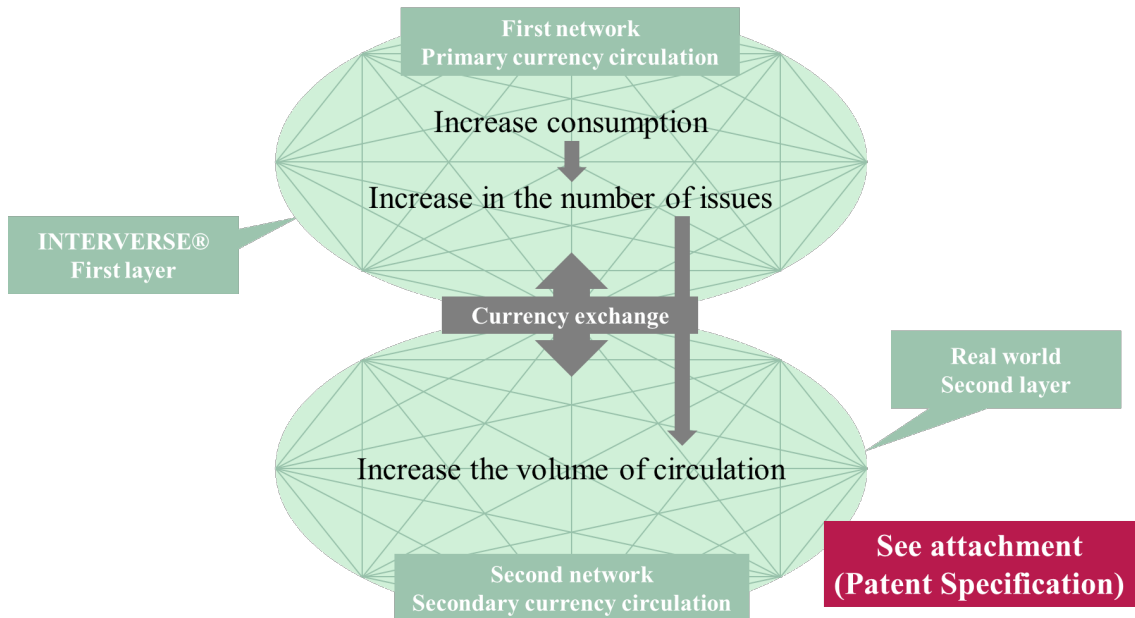 First network
Primary currency circulation
Increase consumption
Increase in the number of issues
INTERVERSE®
First layer
Currency exchange
Real world
Second layer
Increase the volume of circulation
See attachment
(Patent Specification)
Second network
Secondary currency circulation